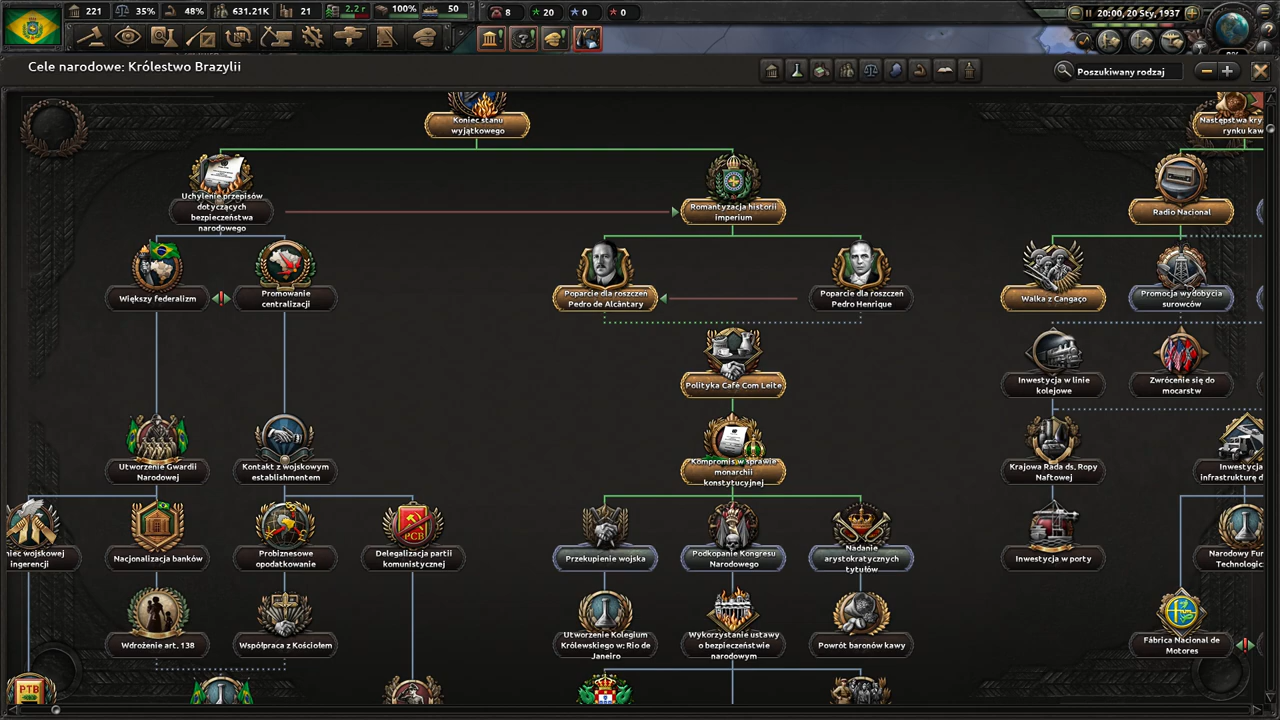 221
35%
48%
631.21K
21
2.2 r
100%
50
8
20
0
0
20:00, 20 Sty, 1937
Cele narodowe: Królestwo Brazylii
Poszukiwany rodzaj
Koniec stanu
wyjątkowego
Następstwa
rynku
Uchylenie przepisów
dotyczących
bezpieczeństwa
narodowego
Romantyzacja historii
imperium
Radio Nacional
Większy federalizm
Promowanie
centralizacji
Poparcie dla roszczeń
Pedro de Alcântary
Poparcie dla roszczeń
Pedro Henrique
Walka z Cangaço
Promocja wydobycia
surowców
Polityka Café Com Leite
Inwestycja w linie
kolejowe
Zwrócenie się do
mocarstw
Utworzenie Gwardii
Narodowej
Kontakt z wojskowym
establishmentem
Kompromis w sprawie
monarchii
konstytucyjnej
Krajowa Rada ds. Ropy
Naftowej
Inwestycja
infrastrukturę d
niec wojskowej
ingerencji
Nacjonalizacja banków
Probiznesowe
opodatkowanie
PCB
Delegalizacja partii
komunistycznej
Przekupienie wojska
Podkopanie Kongresu
Narodowego
Nadanie
arystokratycznych
tytułów
Inwestycja w porty
Narodowy Fun
Technologic
Wdrożenie art. 138
Współpraca z Kościołem
Utworzenie Kolegium
Królewskiego w; Rio de
Janeiro
Wykorzystanie ustawy
o bezpieczeństwie
narodowym
Powrót baronów kawy
Fábrica Nacional de
Motores
PTB